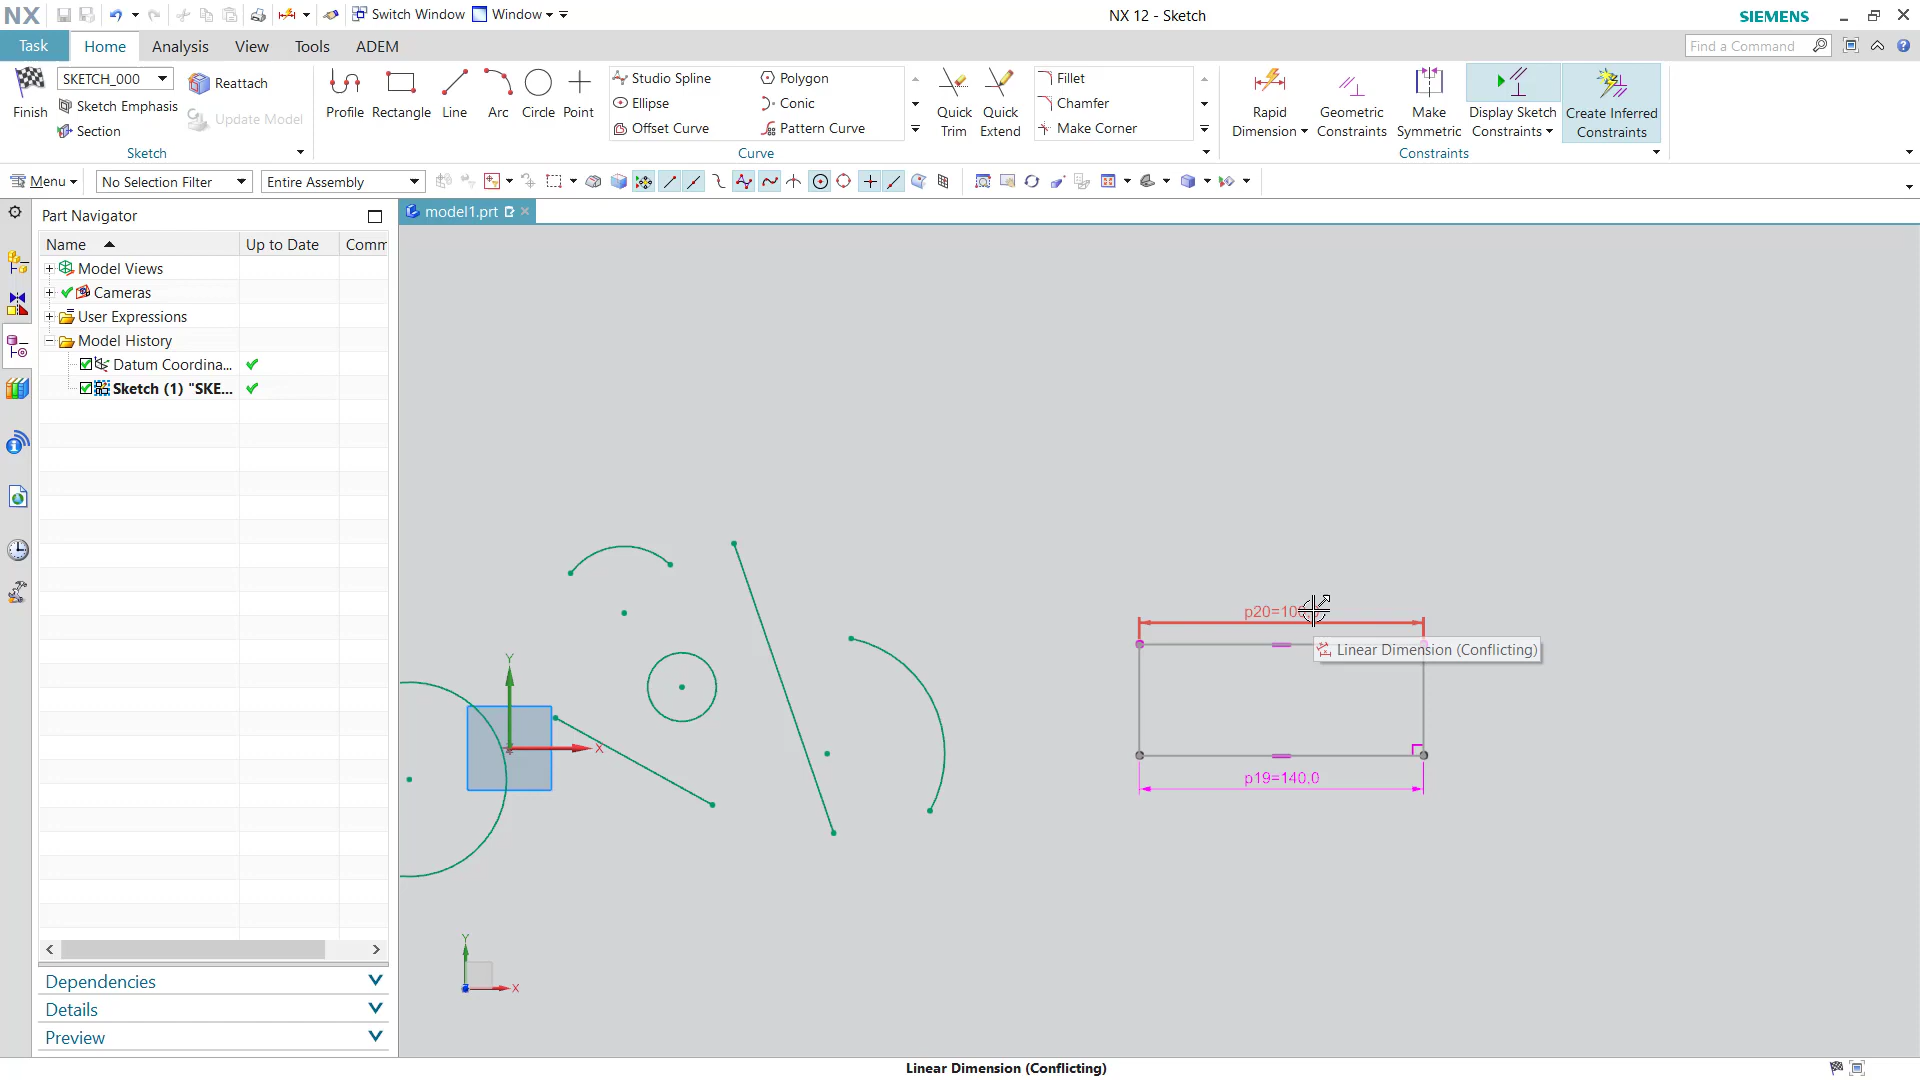 NX
Switch Window
Window
NX 12 - Sketch
SIEMENS
Task
Home
Analysis
View
Tools
ADEM
Find a Command
Finish
SKETCH_000
Sketch Emphasis
Section
Reattach
Update Model
Sketch
Profile
Rectangle
Line
Arc
Circle
Point
Studio Spline
Ellipse
Offset Curve
Polygon
Conic
Pattern Curve
Quick
Trim
Quick
Extend
Fillet
Chamfer
Make Corner
Curve
Rapid
Dimension
Geometric
Constraints
Make
Symmetric
Display Sketch
Constraints
Create Inferred
Constraints
Constraints
Menu
No Selection Filter
Entire Assembly
Part Navigator
model1.prt
Name
Up to Date
Comm
Model Views
Cameras
User Expressions
Model History
Datum Coordina...
Sketch (1) "SKE...
p20=10
Linear Dimension (Conflicting)
p19=140,0
Y
X
Y
X
Dependencies
Details
Preview
Linear Dimension (Conflicting)